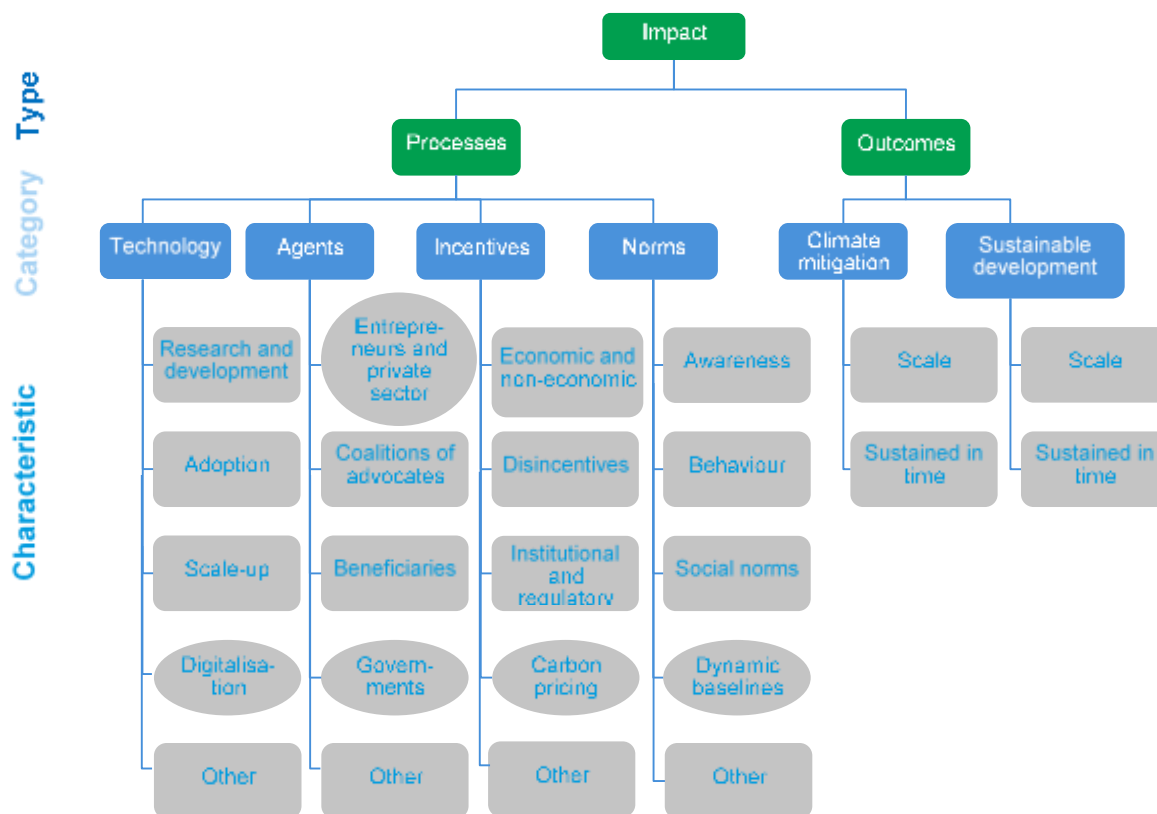 Impact
Type
Processes
Outcomes
Category
Technology
Agents
Incentives
Norms
Climate
mitigation
Sustainable
development
Characteristic
Research and
development
Entrepre-
neurs and
private
sector
Economic and
non-economic
Awareness
Scale
Scale
Adoption
Coalitions of
advocates
Disincentives
Behaviour
Sustained in
time
Sustained in
time
Scale-up
Beneficiaries
Institutional
and
regulatory
Social norms
Digitalisa-
tion
Govern-
ments
Carbon
pricing
Dynamic
baselines
Other
Other
Other
Other